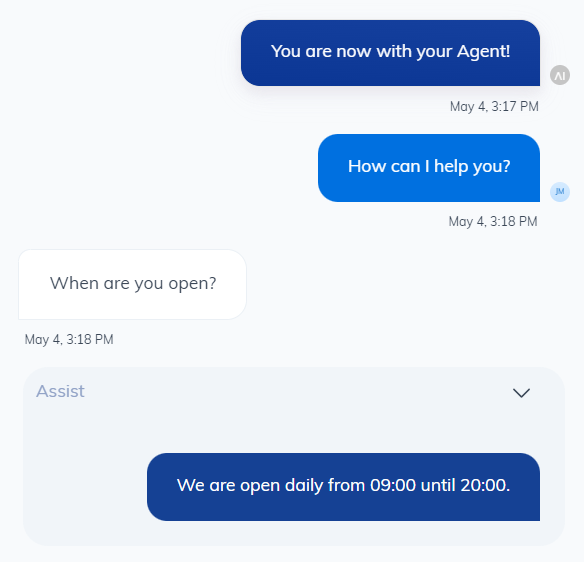 You are now with your Agent!
AI
May 4, 3:17 PM
How can I help you?
JM
May 4, 3:18 PM
When are you open?
May 4, 3:18 PM
Assist
We are open daily from 09:00 until 20:00.